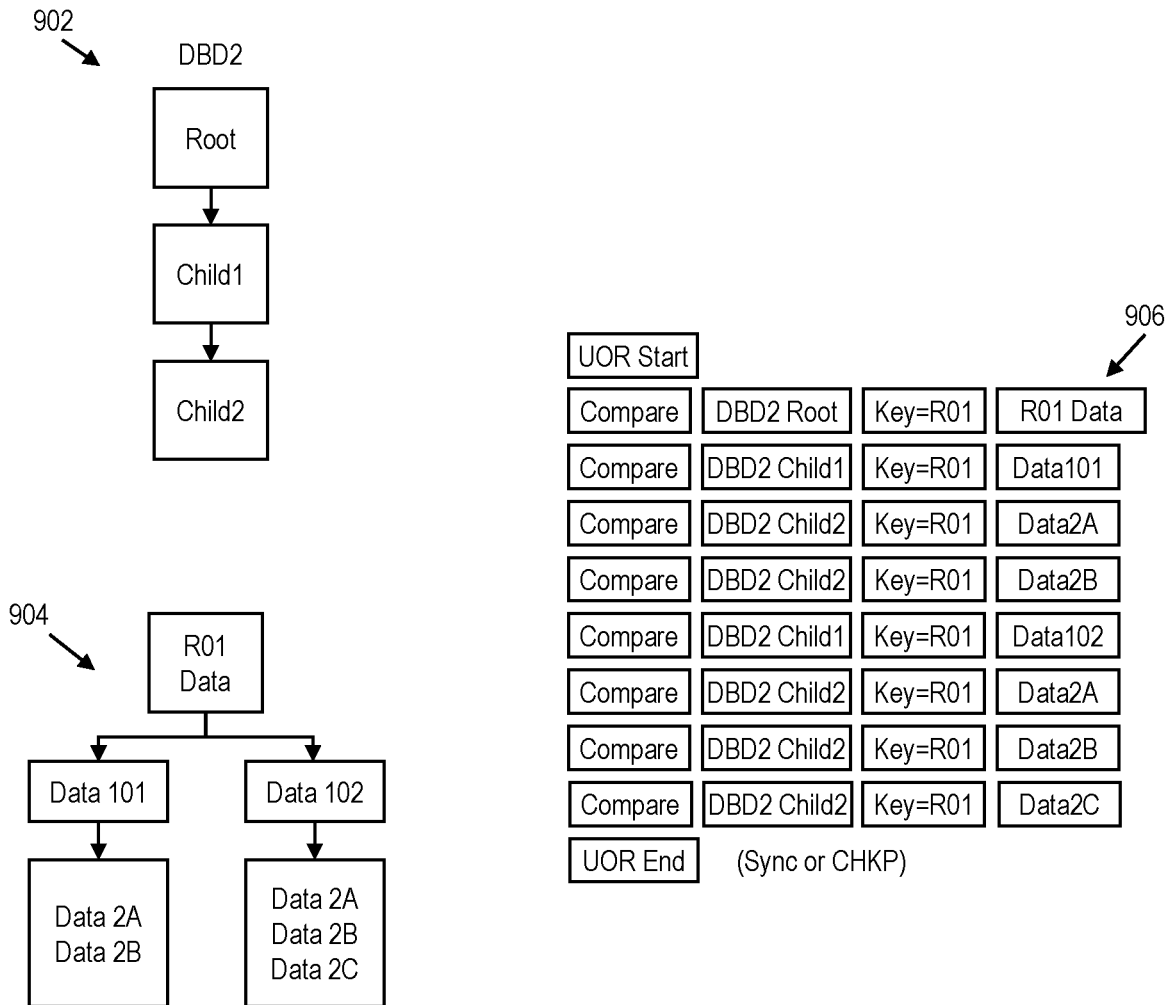 902
DBD2
Root
Child1
Child2
904
R01
Data
Data 101
Data 102
Data 2A
Data 2B
Data 2A
Data 2B
Data 2C
906
UOR Start
Compare DBD2 Root Key=R01 R01 Data
Compare DBD2 Child1 Key=R01 Data101
Compare DBD2 Child2 Key=R01 Data2A
Compare DBD2 Child2 Key=R01 Data2B
Compare DBD2 Child1 Key=R01 Data102
Compare DBD2 Child2 Key=R01 Data2A
Compare DBD2 Child2 Key=R01 Data2B
Compare DBD2 Child2 Key=R01 Data2C
UOR End (Sync or CHKP)